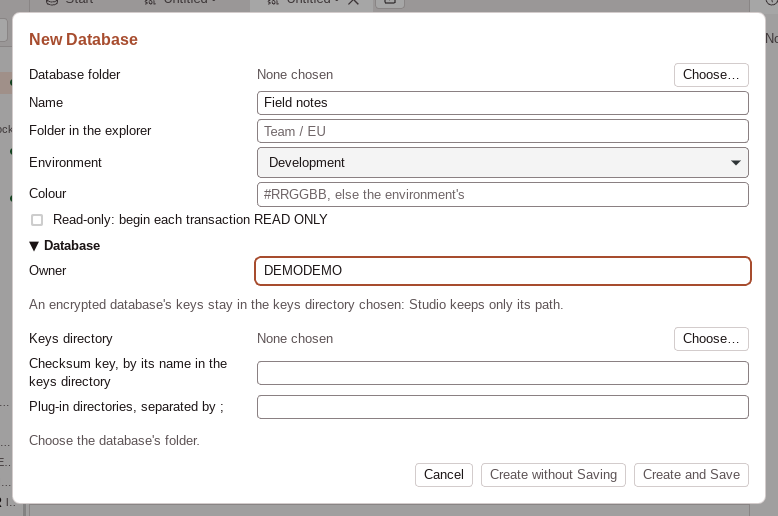 Start
New Database
Database folder
None chosen
Choose…
Name
Field notes
Folder in the explorer
Team / EU
Environment
Development
Colour
#RRGGBB, else the environment's
Read-only: begin each transaction READ ONLY
▼ Database
Owner
DEMODEMO
An encrypted database's keys stay in the keys directory chosen: Studio keeps only its path.
Keys directory
None chosen
Choose…
Checksum key, by its name in the
keys directory
Plug-in directories, separated by ;
Choose the database's folder.
Cancel
Create without Saving
Create and Save